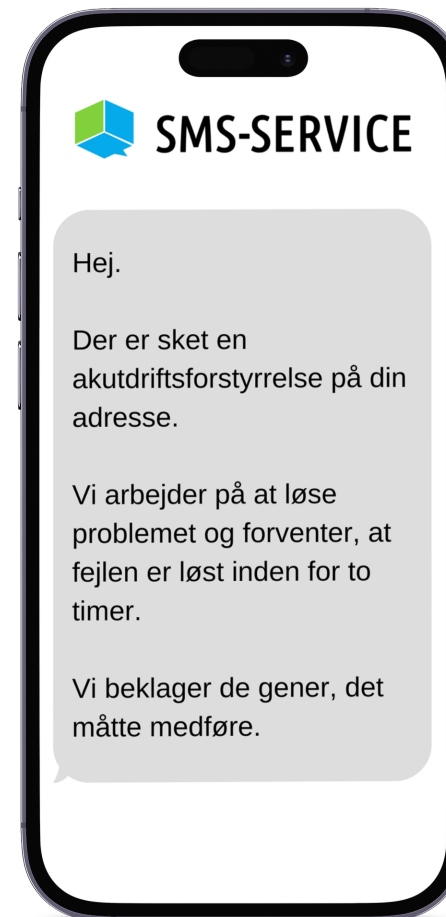 SMS-SERVICE
Hej.
Der er sket en
akutdriftsforstyrrelse på din
adresse.
Vi arbejder på at løse
problemet og forventer, at
fejlen er løst inden for to
timer.
Vi beklager de gener, det
måtte medføre.